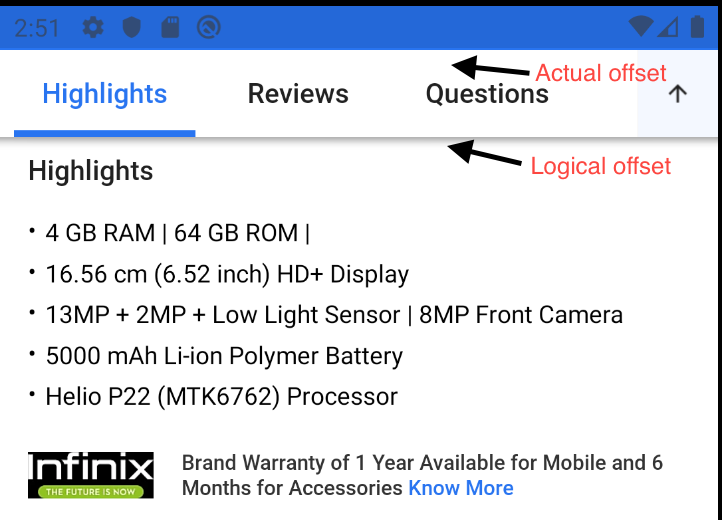 2:51
Actual offset
Highlights Reviews Questions
Logical offset
Highlights
• 4 GB RAM | 64 GB ROM |
• 16.56 cm (6.52 inch) HD+ Display
• 13MP + 2MP + Low Light Sensor | 8MP Front Camera
• 5000 mAh Li-ion Polymer Battery
• Helio P22 (MTK6762) Processor
Infinix
THE FUTURE IS NOW
Brand Warranty of 1 Year Available for Mobile and 6
Months for Accessories Know More